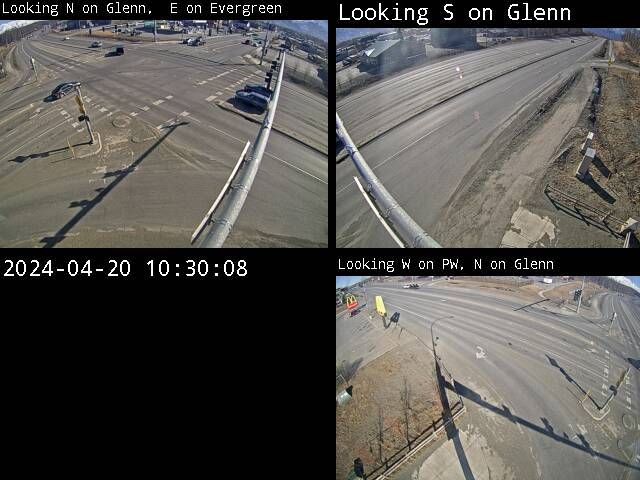 Looking N on Glenn,  E on Evergreen
Looking S on Glenn
2024-04-20 10:30:08
Looking W on PW, N on Glenn